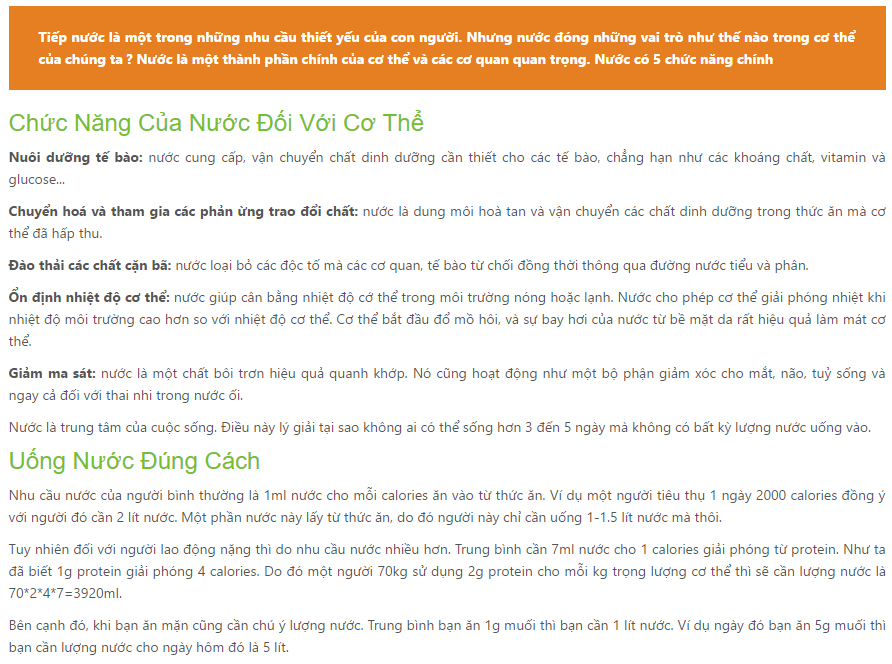 Tiếp nước là một trong những nhu cầu thiết yếu của con người. Nhưng nước đóng những vai trò như thế nào trong cơ thể
của chúng ta ? Nước là một thành phần chính của cơ thể và các cơ quan quan trọng. Nước có 5 chức năng chính
Chức Năng Của Nước Đối Với Cơ Thể
Nuôi dưỡng tế bào: nước cung cấp, vận chuyển chất dinh dưỡng cần thiết cho các tế bào, chẳng hạn như các khoáng chất, vitamin và
glucose...
Chuyển hoá và tham gia các phản ừng trao đổi chất: nước là dung môi hoà tan và vận chuyển các chất dinh dưỡng trong thức ăn mà cơ
thể đã hấp thu.
Đào thải các chất cặn bã: nước loại bỏ các độc tố mà các cơ quan, tế bào từ chối đồng thời thông qua đường nước tiểu và phân.
Ổn định nhiệt độ cơ thể: nước giúp cân bằng nhiệt độ cớ thể trong môi trường nóng hoặc lạnh. Nước cho phép cơ thể giải phóng nhiệt khi
nhiệt độ môi trường cao hơn so với nhiệt độ cơ thể. Cơ thể bắt đầu đổ mồ hôi, và sự bay hơi của nước từ bề mặt da rất hiệu quả làm mát cơ
thể.
Giảm ma sát: nước là một chất bôi trơn hiệu quả quanh khớp. Nó cũng hoạt động như một bộ phận giảm xóc cho mắt, não, tuỷ sống và
ngay cả đối với thai nhi trong nước ối.
Nước là trung tâm của cuộc sống. Điều này lý giải tại sao không ai có thể sống hơn 3 đến 5 ngày mà không có bất kỳ lượng nước uống vào.
Uống Nước Đúng Cách
Nhu cầu nước của người bình thường là 1ml nước cho mỗi calories ăn vào từ thức ăn. Ví dụ một người tiêu thụ 1 ngày 2000 calories đồng ý
với người đó cần 2 lít nước. Một phần nước này lấy từ thức ăn, do đó người này chỉ cần uống 1-1.5 lít nước mà thôi.
Tuy nhiên đối với người lao động nặng thì do nhu cầu nước nhiều hơn. Trung bình cần 7ml nước cho 1 calories giải phóng từ protein. Như ta
đã biết 1g protein giải phóng 4 calories. Do đó một người 70kg sử dụng 2g protein cho mỗi kg trọng lượng cơ thể thì sẽ cần lượng nước là
70*2*4*7=3920ml.
Bên cạnh đó, khi bạn ăn mặn cũng cần chú ý lượng nước. Trung bình bạn ăn 1g muối thì bạn cần 1 lít nước. Ví dụ ngày đó bạn ăn 5g muối thì
bạn cần lượng nước cho ngày hôm đó là 5 lít.